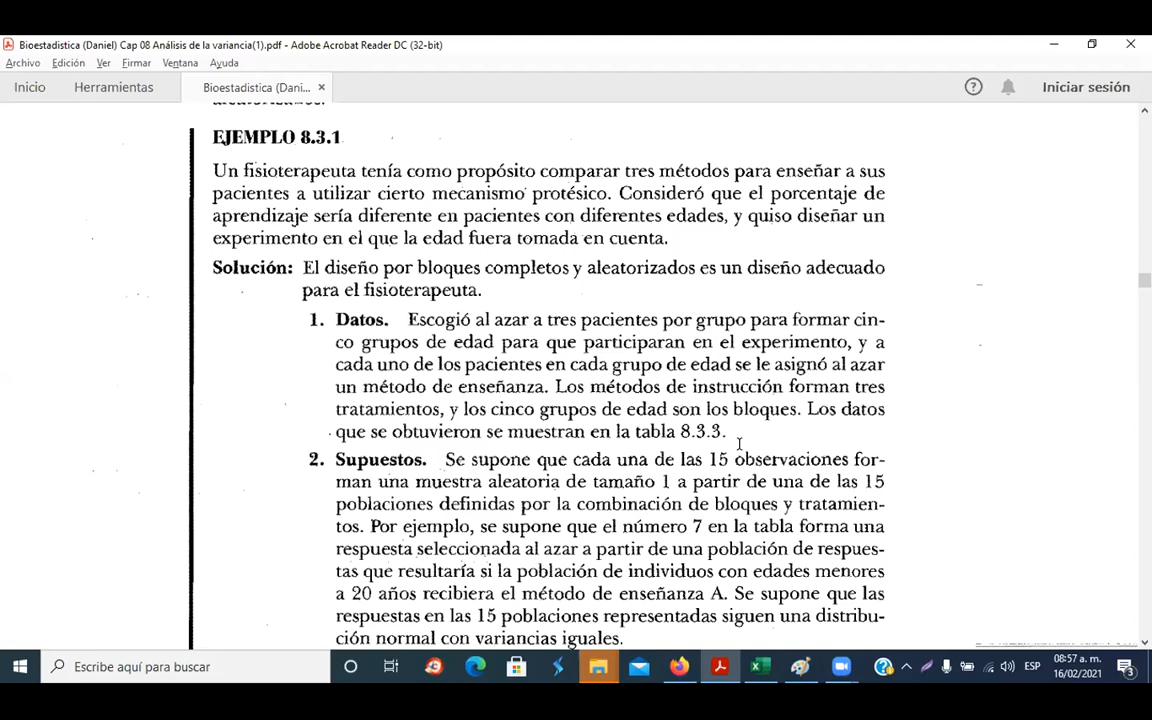 Bioestadistica (Daniel) Cap 08 Análisis de la variancia(1).pdf - Adobe Acrobat Reader DC (32-bit)
Archivo Edición Ver Firmar Ventana Ayuda
Inicio Herramientas Bioestadistica (Dani... × Iniciar sesión
EJEMPLO 8.3.1
Un fisioterapeuta tenía como propósito comparar tres métodos para enseñar a sus
pacientes a utilizar cierto mecanismo protésico. Consideró que el porcentaje de
aprendizaje sería diferente en pacientes con diferentes edades, y quiso diseñar un
experimento en el que la edad fuera tomada en cuenta.
Solución: El diseño por bloques completos y aleatorizados es un diseño adecuado
para el fisioterapeuta.
1. Datos. Escogió al azar a tres pacientes por grupo para formar cin-
co grupos de edad para que participaran en el experimento, y a
cada uno de los pacientes en cada grupo de edad se le asignó al azar
un método de enseñanza. Los métodos de instrucción forman tres
tratamientos, y los cinco grupos de edad son los bloques. Los datos
que se obtuvieron se muestran en la tabla 8.3.3.
2. Supuestos. Se supone que cada una de las 15 observaciones for-
man una muestra aleatoria de tamaño 1 a partir de una de las 15
poblaciones definidas por la combinación de bloques y tratamien-
tos. Por ejemplo, se supone que el número 7 en la tabla forma una
respuesta seleccionada al azar a partir de una población de respues-
tas que resultaría si la población de individuos con edades menores
a 20 años recibiera el método de enseñanza A. Se supone que las
respuestas en las 15 poblaciones representadas siguen una distribu-
ción normal con variancias iguales.
Escribe aquí para buscar
ESP
08:57 a. m.
16/02/2021
3